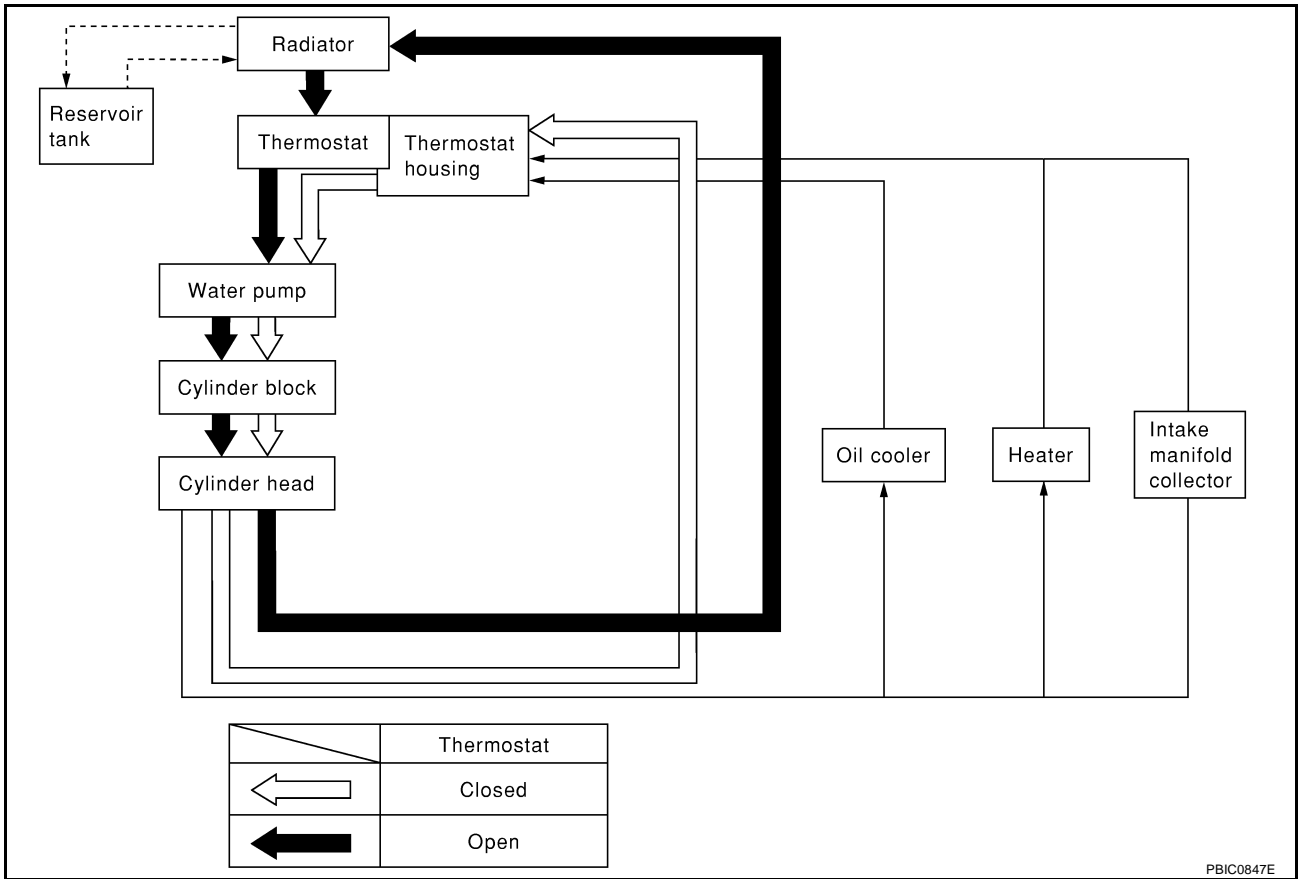 Radiator
Reservoir
tank
Thermostat
Thermostat
housing
Water pump
Cylinder block
Cylinder head
Oil cooler
Heater
Intake
manifold
collector
Thermostat
Closed
Open
PBIC0847E